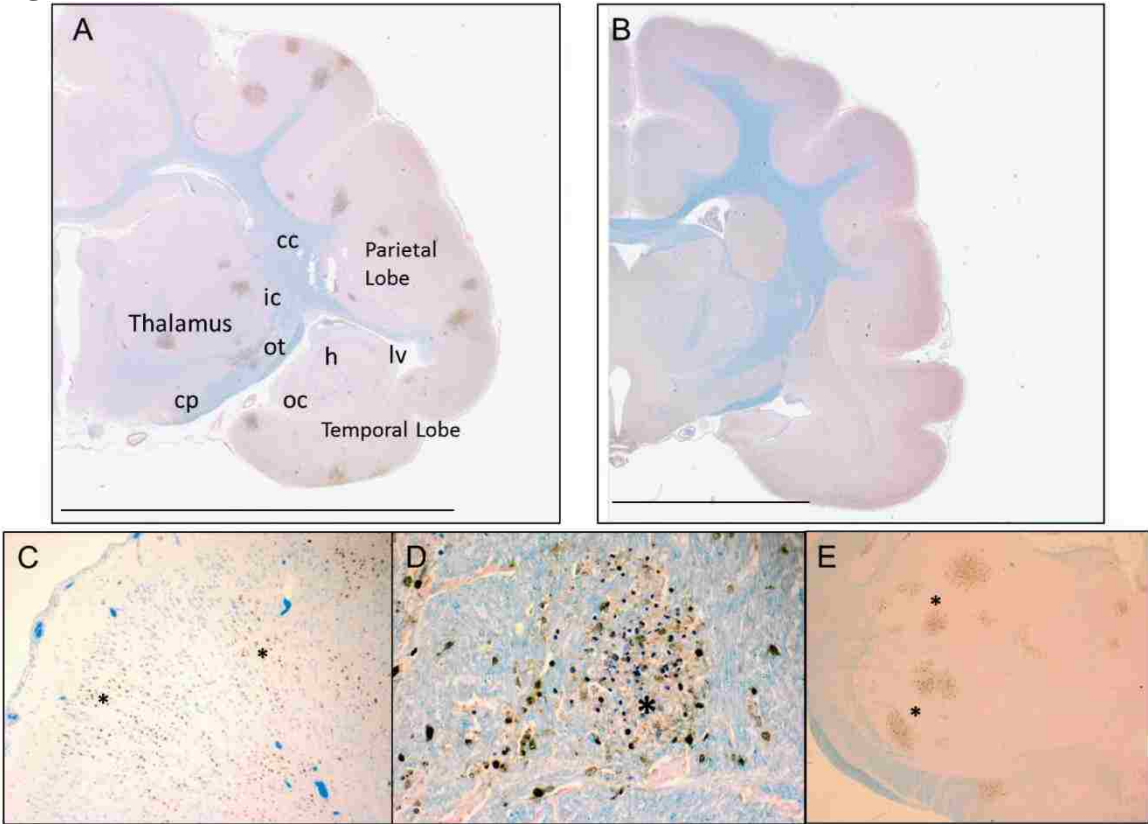 A
B
cc
Parietal
Lobe
ic
Thalamus
ot
h
lv
cp
oc
Temporal Lobe
C
*
*
D
*
E
*
*